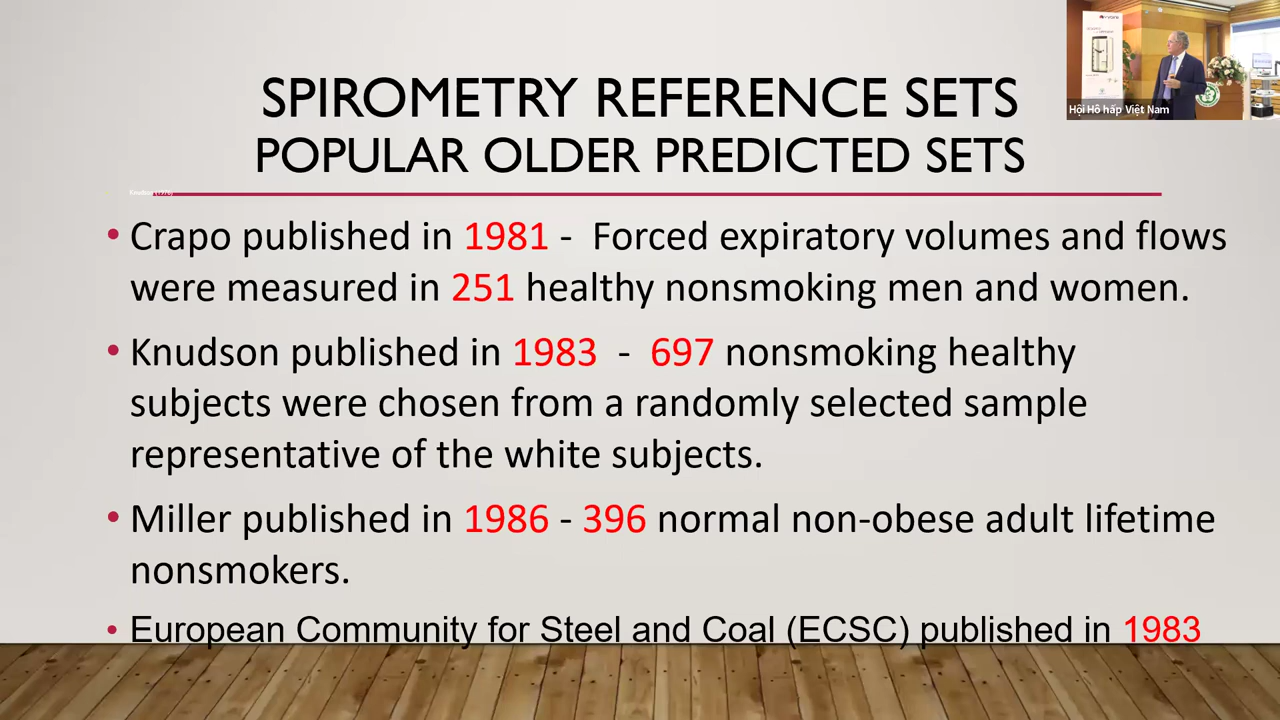 SPIROMETRY REFERENCE SETS
POPULAR OLDER PREDICTED SETS
Hội Hô hấp Việt Nam
• Crapo published in 1981 - Forced expiratory volumes and flows
were measured in 251 healthy nonsmoking men and women.
• Knudson published in 1983 - 697 nonsmoking healthy
subjects were chosen from a randomly selected sample
representative of the white subjects.
• Miller published in 1986 - 396 normal non-obese adult lifetime
nonsmokers.
• European Community for Steel and Coal (ECSC) published in 1983